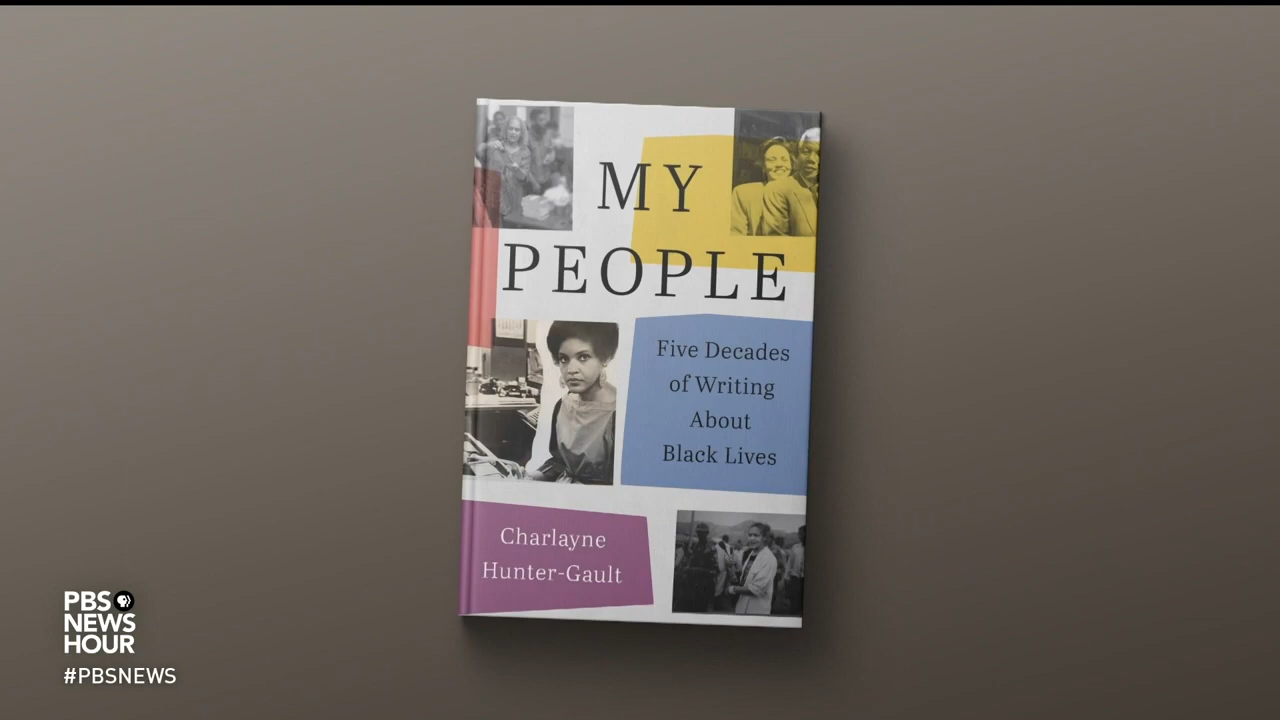 MY
PEOPLE
Five Decades
of Writing
About
Black Lives
Charlayne
Hunter-Gault
PBS
NEWS
HOUR
#PBSNEWS